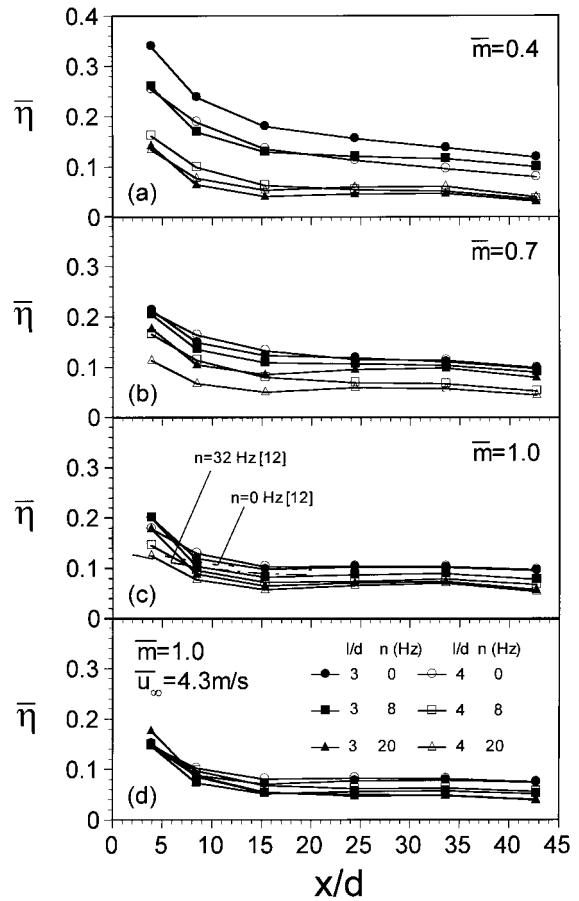 0.4
m̅=0.4
0.3
η̅
0.2
0.1
(a)
0
m̅=0.7
0.3
η̅
0.2
0.1
(b)
0
n=32 Hz [12]
m̅=1.0
0.3
n=0 Hz [12]
η̅
0.2
0.1
(c)
0
m̅=1.0
l/d n (Hz) l/d n (Hz)
0.3
u̅∞=4.3m/s
3 0 4 0
η̅
0.2
3 8 4 8
3 20 4 20
0.1
(d)
0
0 5 10 15 20 25 30 35 40 45
x/d